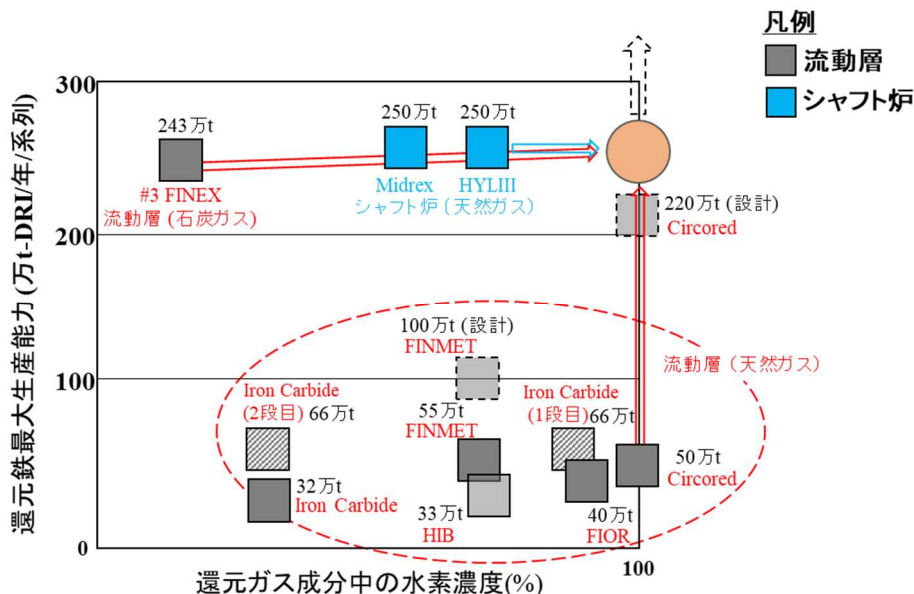 凡例
流動層
シャフト炉
還元鉄最大生産能力(万t-DRI/年/系列)
300
200
100
0
243万t
#3 FINEX
流動層 (石炭ガス)
250万t
250万t
Midrex
HYLIII
シャフト炉 (天然ガス)
220万t (設計)
Circored
流動層 (天然ガス)
100万t (設計)
FINMET
Iron Carbide
(2段目)
66万t
55万t
FINMET
Iron Carbide
(1段目)
66万t
32万t
Iron Carbide
33万t
HIB
40万t
FIOR
50万t
Circored
還元ガス成分中の水素濃度(%)
100